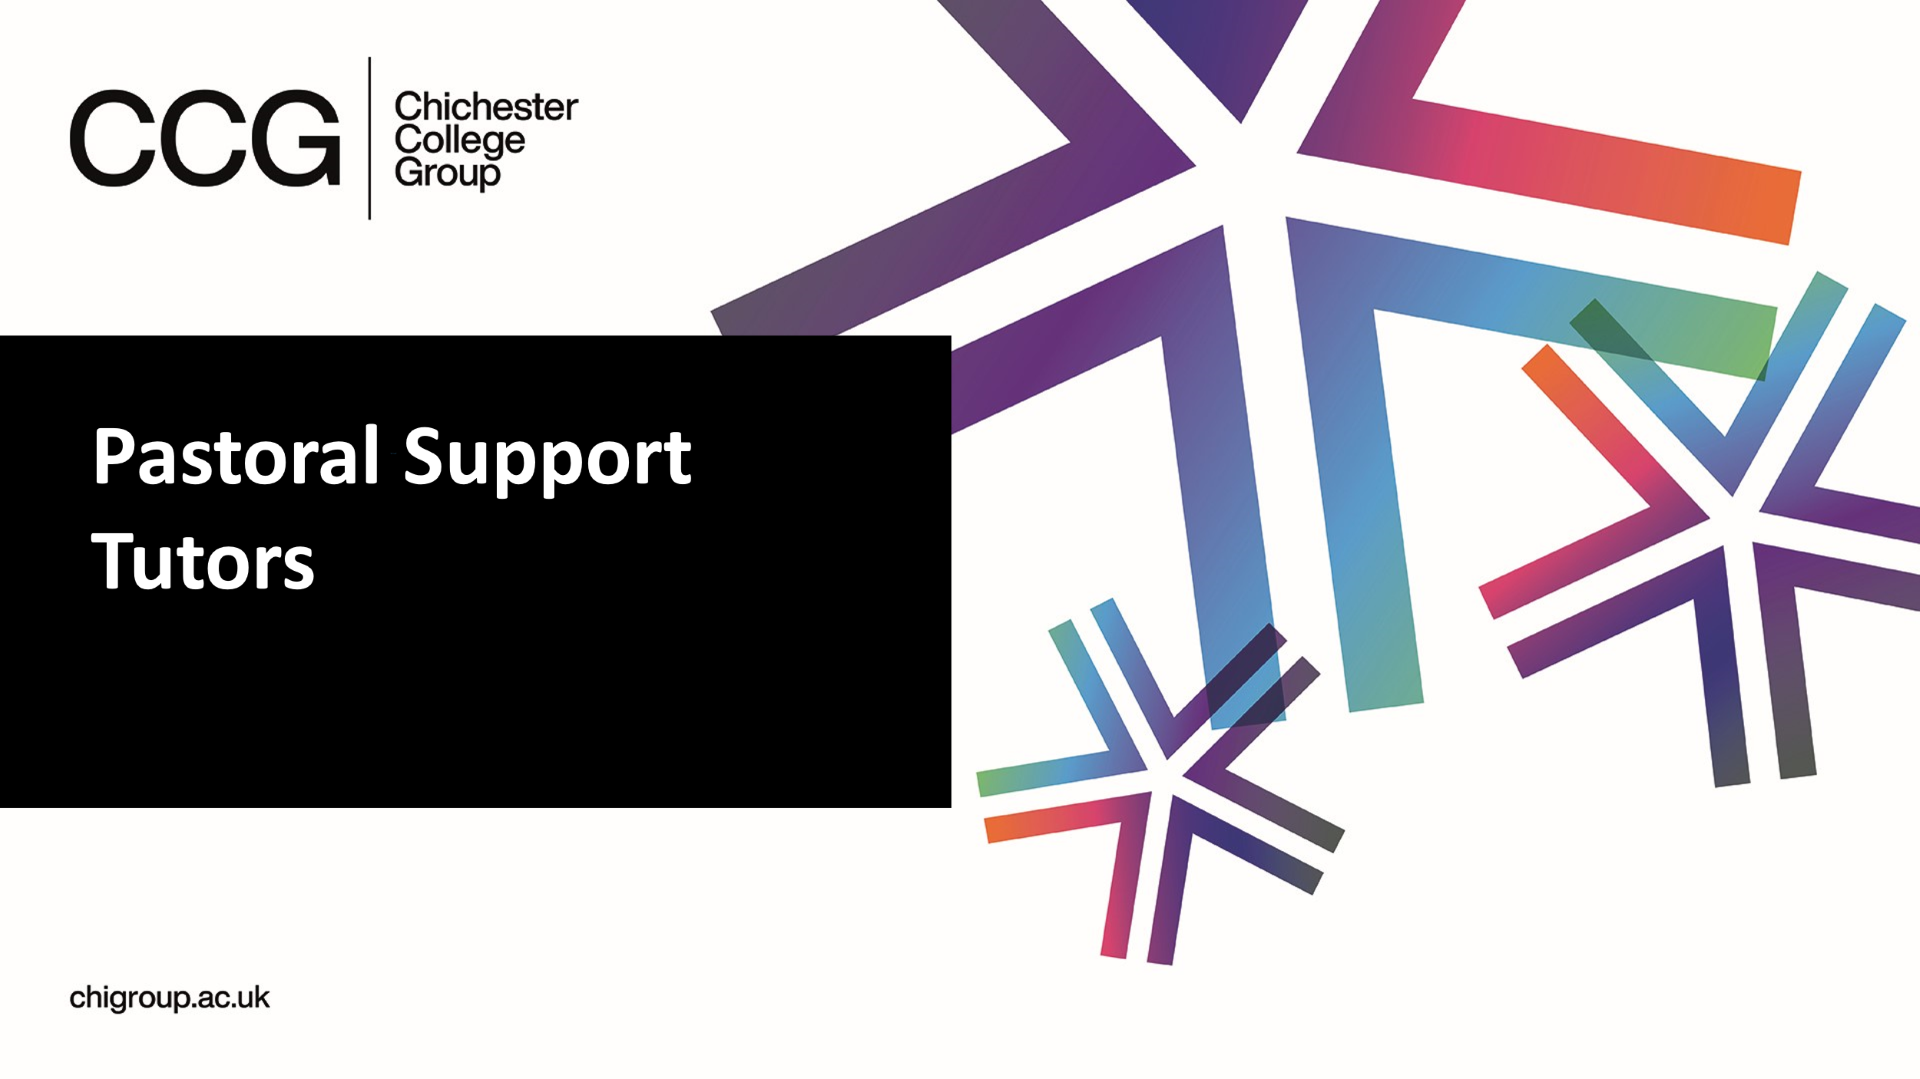 CCG
Chichester
College
Group
Pastoral Support
Tutors
chigroup.ac.uk